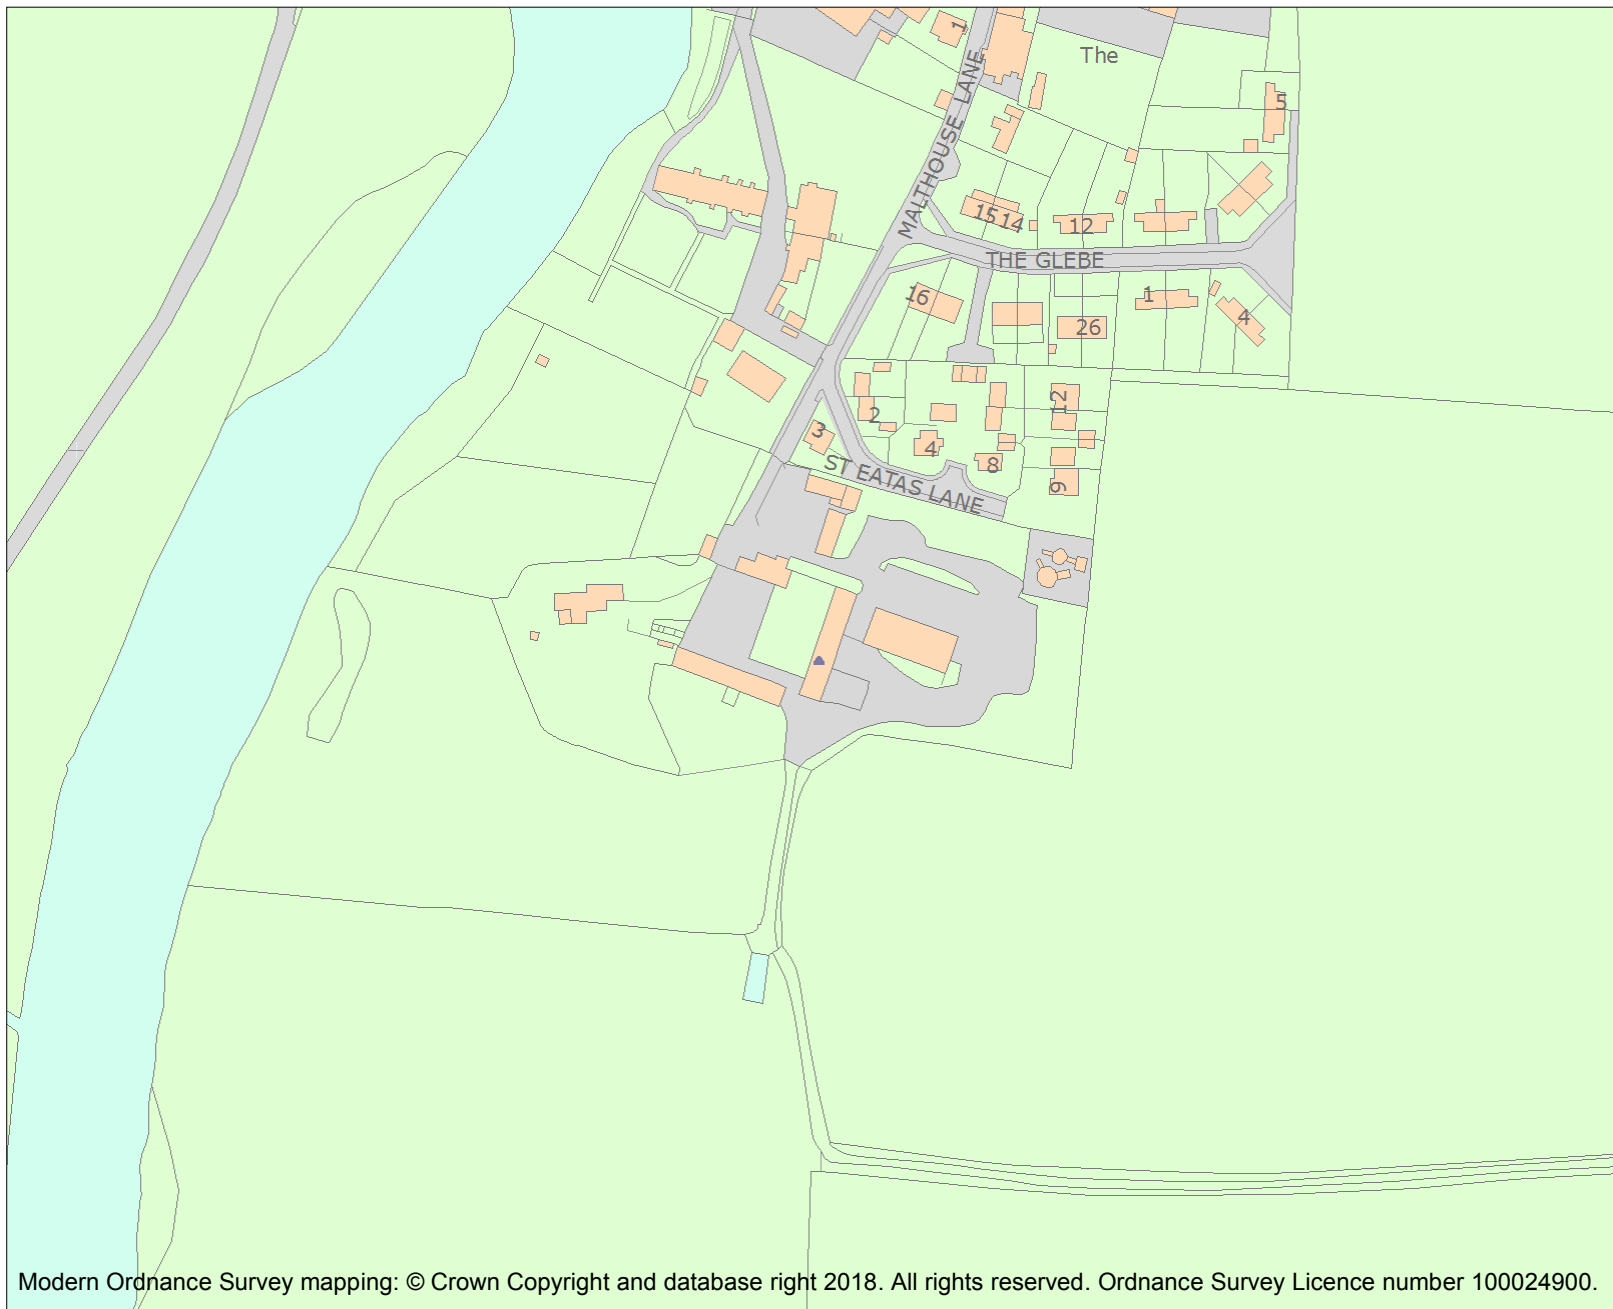 1
The
MALTHOUSE LANE
5
15 14
12
THE GLEBE
16
1
4
26
12
2
3
4
8
ST EATAS LANE
9
Modern Ordnance Survey mapping: © Crown Copyright and database right 2018. All rights reserved. Ordnance Survey Licence number 100024900.